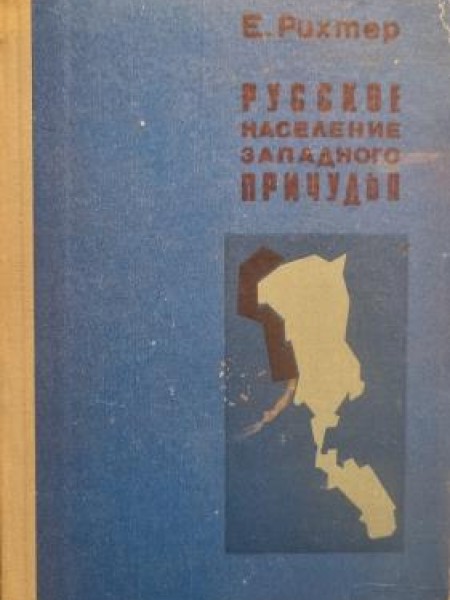 Е. Рихтер
РУССКОЕ
НАСЕЛЕНИЕ
ЗАПАДНОГО
ПРИЧУДЬЯ